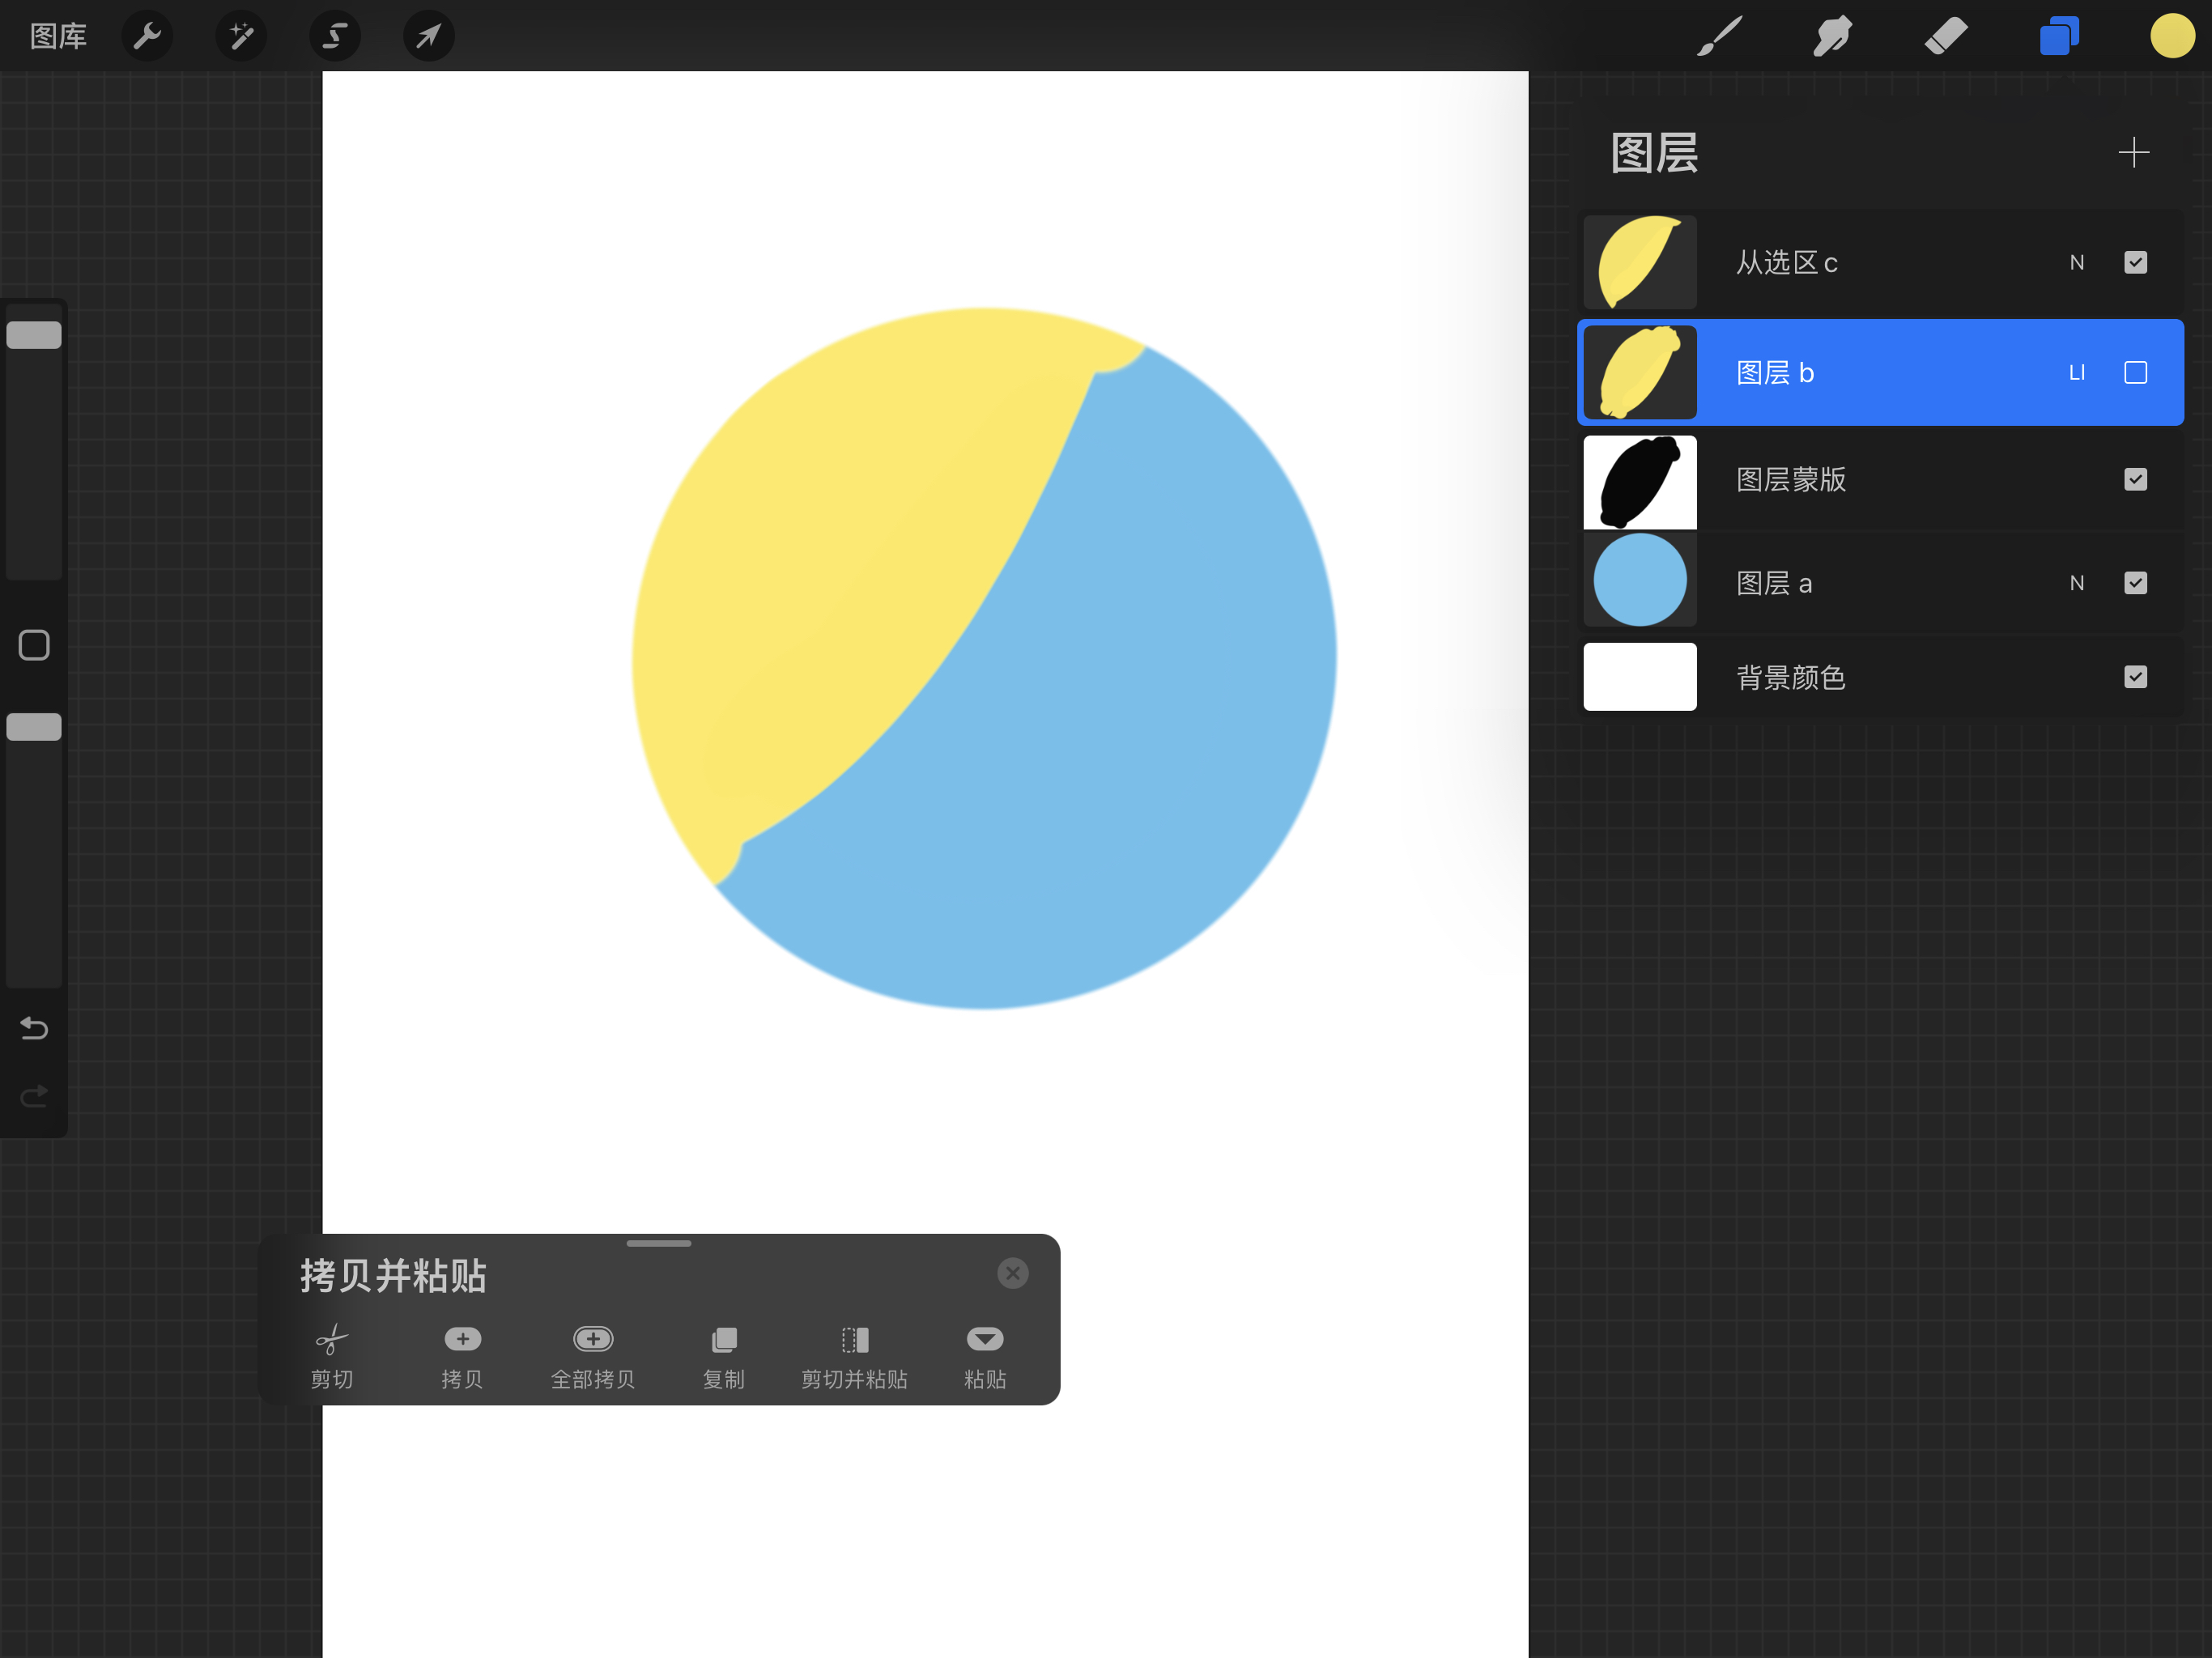 图库
图层
从选区 c N
图层 b LI
图层蒙版
图层 a N
背景颜色
拷贝并粘贴
剪切 拷贝 全部拷贝 复制 剪切并粘贴 粘贴